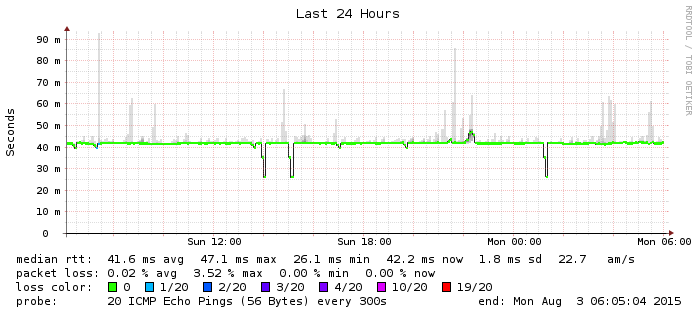 Last 24 Hours
RRDTOOL / TOBI OETIKER
Seconds
90 m
80 m
70 m
60 m
50 m
40 m
30 m
20 m
10 m
0
Sun 12:00 Sun 18:00 Mon 00:00 Mon 06:00
median rtt: 41.6 ms avg 47.1 ms max 26.1 ms min 42.2 ms now 1.8 ms sd 22.7 am/s
packet loss: 0.02 % avg 3.52 % max 0.00 % min 0.00 % now
loss color: 0 1/20 2/20 3/20 4/20 10/20 19/20
probe: 20 ICMP Echo Pings (56 Bytes) every 300s end: Mon Aug 3 06:05:04 2015